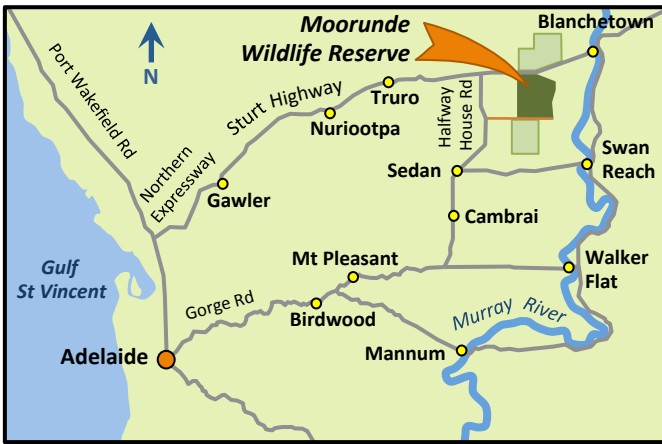 Moorunde
Wildlife Reserve
Blanchetown
N
Port Wakefield Rd
Sturt Highway
Truro
Nuriootpa
Halfway
House Rd
Northern
Expressway
Gawler
Sedan
Swan
Reach
Cambrai
Gulf
St Vincent
Mt Pleasant
Walker
Flat
Gorge Rd
Birdwood
Murray River
Adelaide
Mannum